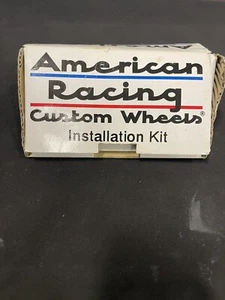 American
Racing
Custom Wheels®
Installation Kit